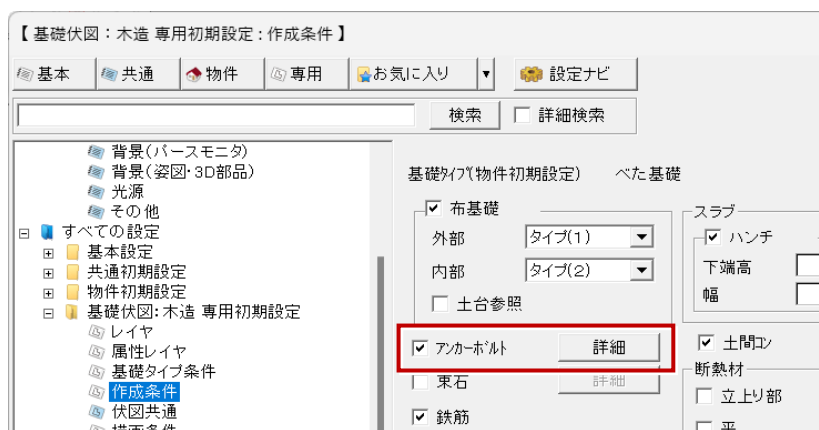 【 基礎伏図：木造 専用初期設定 : 作成条件 】
基本 共通 物件 専用 お気に入り ▼ 設定ナビ
検索 詳細検索
背景(パースモニタ)
背景(姿図･3D部品)
光源
その他
すべての設定
基本設定
共通初期設定
物件初期設定
基礎伏図:木造 専用初期設定
レイヤ
属性レイヤ
基礎タイプ条件
作成条件
伏図共通
描画条件
基礎ﾀｲﾌﾟ(物件初期設定) べた基礎
布基礎
外部 タイプ(1)
内部 タイプ(2)
土台参照
ｱﾝｶｰﾎﾞﾙﾄ 詳細
束石 詳細
鉄筋
スラブ
ハンチ
下端高
幅
土間ｺﾝ
断熱材
立上り部